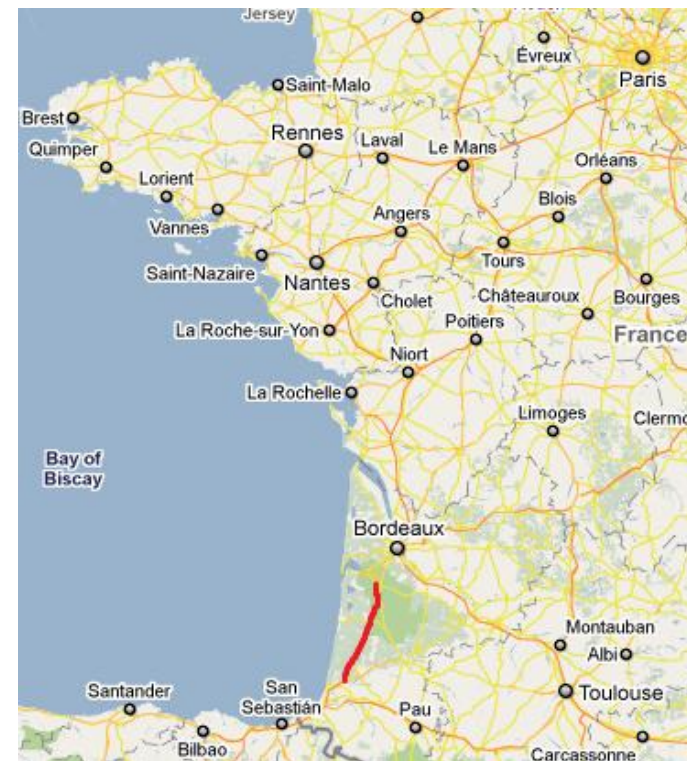 Jersey
Évreux
Paris
Saint-Malo
Brest
Rennes
Laval
Le Mans
Quimper
Orléans
Lorient
Blois
Vannes
Angers
Tours
Saint-Nazaire
Nantes
Cholet
Châteauroux
Bourges
La Roche-sur-Yon
Poitiers
France
Niort
La Rochelle
Limoges
Clermo
Bay of
Biscay
Bordeaux
Montauban
Albi
Santander
San
Sebastián
Toulouse
Pau
Bilbao
Carcassonne